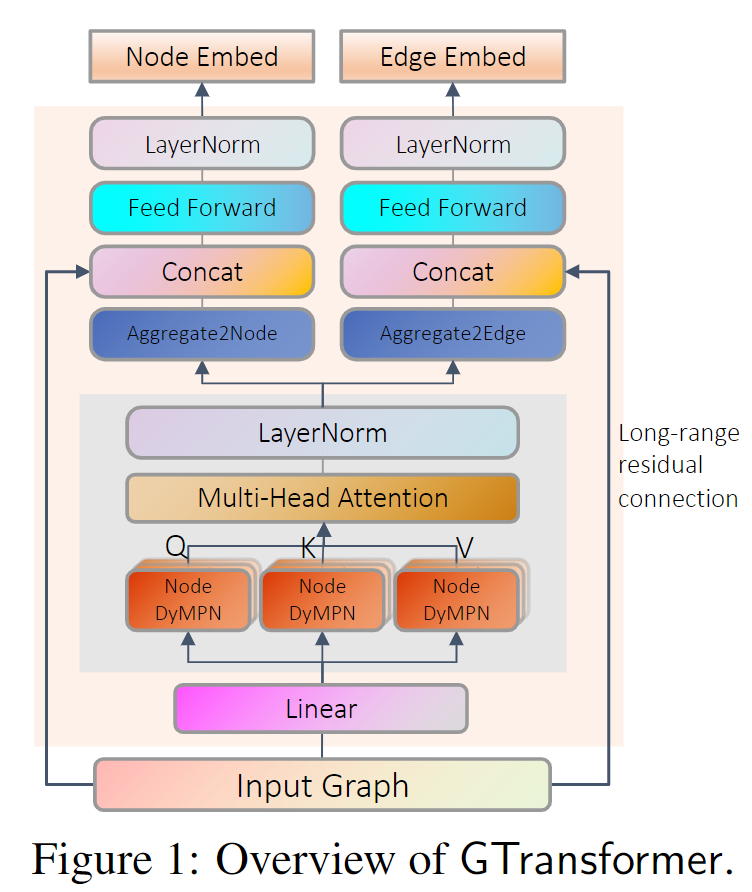 Node Embed
Edge Embed
LayerNorm
LayerNorm
Feed Forward
Feed Forward
Concat
Concat
Aggregate2Node
Aggregate2Edge
LayerNorm
Long-range
residual
connection
Multi-Head Attention
Q
K
V
Node
DyMPN
Node
DyMPN
Node
DyMPN
Linear
Input Graph
Figure 1: Overview of GTransformer.